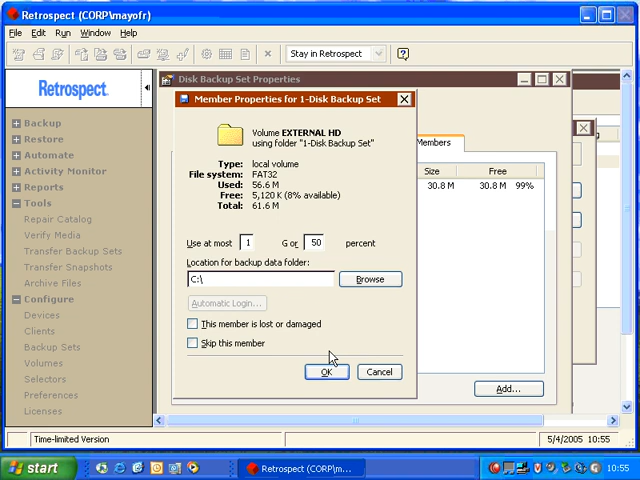 Retrospect (CORP\mayofr)
File Edit Run Window Help
Stay in Retrospect
Retrospect.
Backup
Restore
Automate
Activity Monitor
Reports
Tools
Repair Catalog
Verify Media
Transfer Backup Sets
Transfer Snapshots
Archive Files
Configure
Devices
Clients
Backup Sets
Volumes
Selectors
Preferences
Licenses
Disk Backup Set Properties
Members
Size Free
30.8 M 30.8 M 99%
Add...
Member Properties for 1-Disk Backup Set
Volume EXTERNAL HD
using folder "1-Disk Backup Set"
Type: local volume
File system: FAT32
Used: 56.6 M
Free: 5,120 K (8% available)
Total: 61.6 M
Use at most 1 G or 50 percent
Location for backup data folder:
C:\ Browse
Automatic Login...
This member is lost or damaged
Skip this member
OK Cancel
Time-limited Version 5/4/2005 10:55
start Retrospect (CORP\m... 10:55